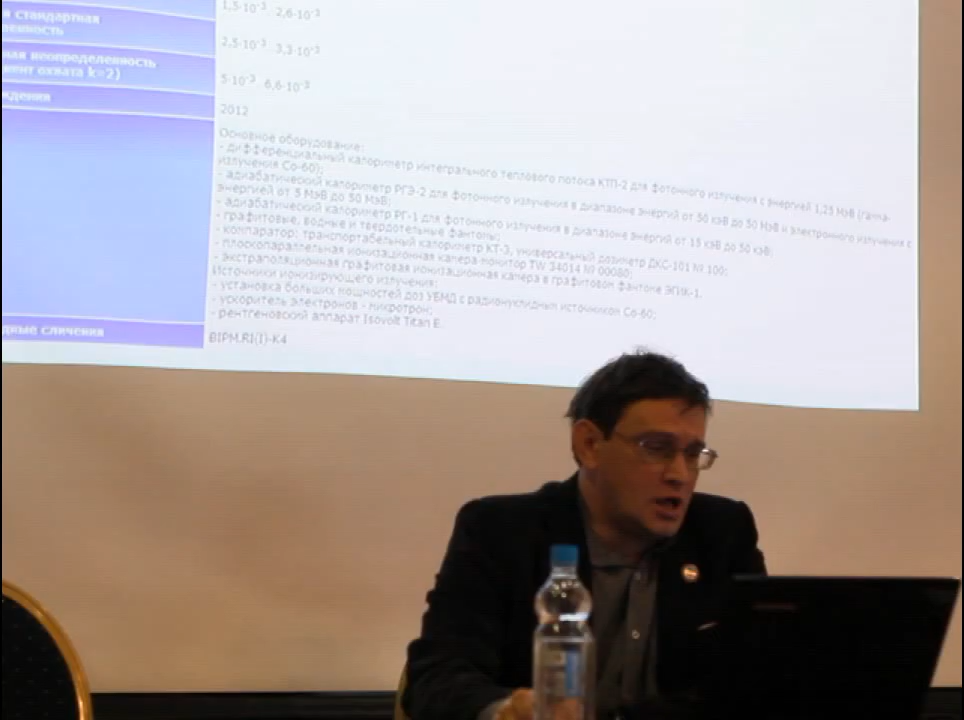 я стандартная
ленность
1,5·10⁻³ 2,6·10⁻³
2,5·10⁻³ 3,3·10⁻³
ная неопределенность
иент охвата k=2)
5·10⁻³ 6,6·10⁻³
ждения
2012
Основное оборудование:
- дифференциальный калориметр интегрального теплового потока КТП-2 для фотонного излучения с энергией 1,25 МэВ (гамма-
излучения Co-60);
- адиабатический калориметр РГЭ-2 для фотонного излучения в диапазоне энергий от 50 кэВ до 50 МэВ и электронного излучения с
энергией от 5 МэВ до 50 МэВ;
- адиабатический калориметр РГ-1 для фотонного излучения в диапазоне энергий от 15 кэВ до 50 кэВ;
- графитовые, водные и твердотельные фантомы;
- компаратор: транспортабельный калориметр КТ-3, универсальный дозиметр ДКС-101 № 100;
- плоскопараллельная ионизационная камера-монитор TW 34014 № 00080;
- экстраполяционная графитовая ионизационная камера в графитовом фантоме ЭГИК-1.
Источники ионизирующего излучения:
- установка больших мощностей доз УБМД с радионуклидным источником Co-60;
- ускоритель электронов - микротрон;
- рентгеновский аппарат Isovolt Titan E.
дные сличения
BIPM.RI(I)-K4